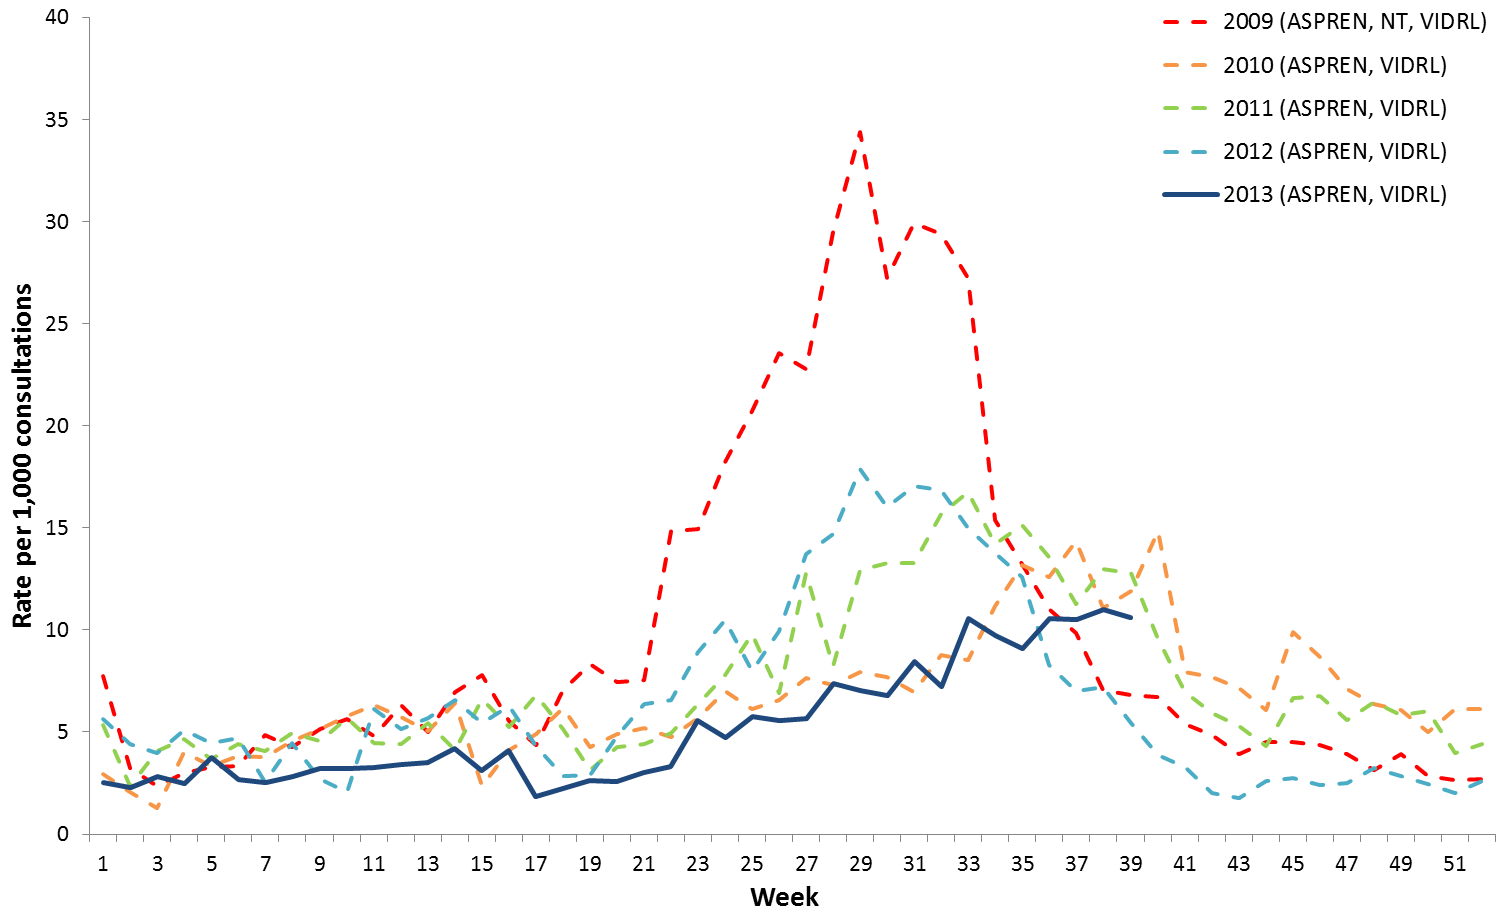 40
35
30
25
20
15
10
5
0
Rate per 1,000 consultations
2009 (ASPREN, NT, VIDRL)
2010 (ASPREN, VIDRL)
2011 (ASPREN, VIDRL)
2012 (ASPREN, VIDRL)
2013 (ASPREN, VIDRL)
1 3 5 7 9 11 13 15 17 19 21 23 25 27 29 31 33 35 37 39 41 43 45 47 49 51
Week